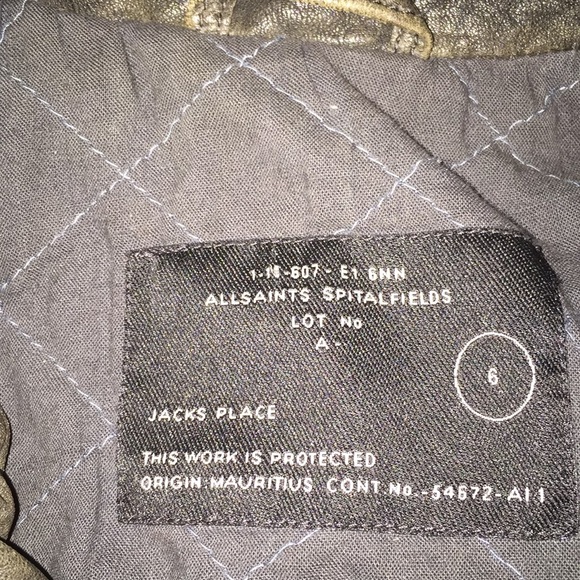 1-18-607 - E1 6NN
ALLSAINTS SPITALFIELDS
LOT No
A -
6
JACKS PLACE
THIS WORK IS PROTECTED
ORIGIN: MAURITIUS CONT No.-54672-A11